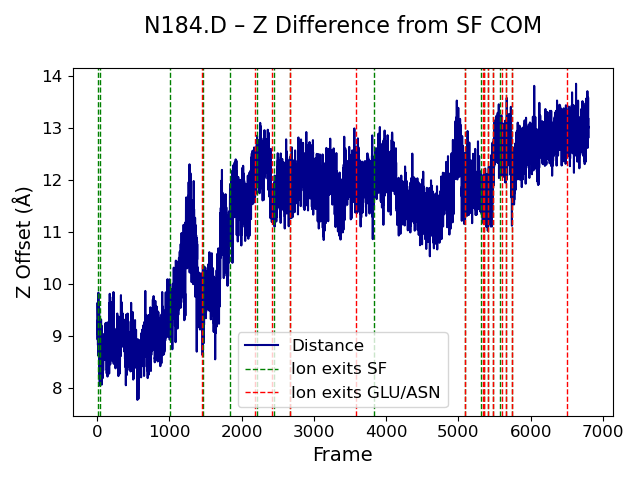 N184.D – Z Difference from SF COM
14
13
12
11
10
9
8
Z Offset (Å)
Distance
Ion exits SF
Ion exits GLU/ASN
0 1000 2000 3000 4000 5000 6000 7000
Frame